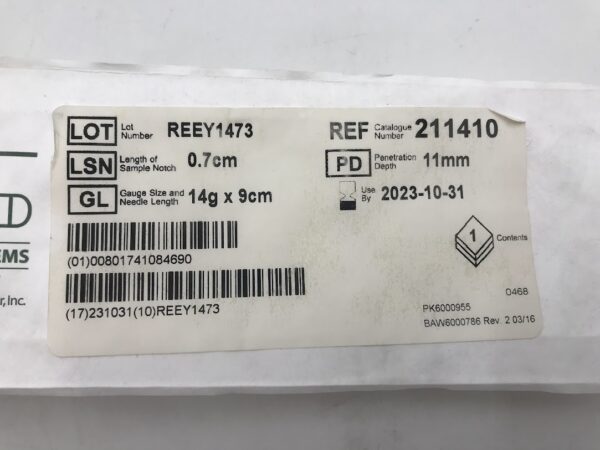 LOT Lot Number REEY1473
REF Catalogue Number 211410
LSN Length of Sample Notch 0.7cm
PD Penetration Depth 11mm
GL Gauge Size and Needle Length 14g x 9cm
Use By 2023-10-31
(01)00801741084690
1 Contents
(17)231031(10)REEY1473
0468
PK6000955
BAW6000786 Rev. 2 03/16
D
EMS
r, Inc.